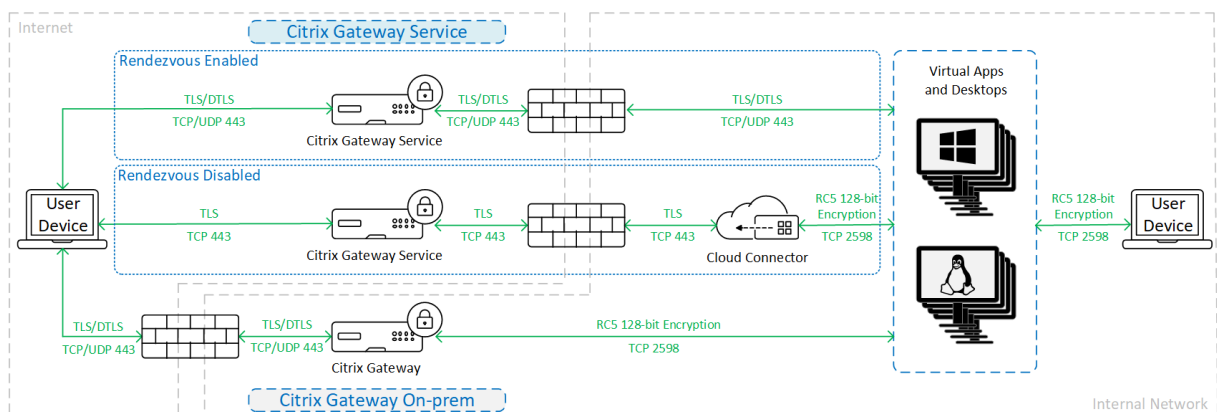 Internet
Citrix Gateway Service
Rendezvous Enabled
TLS/DTLS
TCP/UDP 443
Citrix Gateway Service
TLS/DTLS
TCP/UDP 443
TLS/DTLS
TCP/UDP 443
Virtual Apps
and Desktops
Rendezvous Disabled
User
Device
TLS
TCP 443
Citrix Gateway Service
TLS
TCP 443
TLS
TCP 443
Cloud Connector
RC5 128-bit
Encryption
TCP 2598
RC5 128-bit
Encryption
TCP 2598
User
Device
TLS/DTLS
TCP/UDP 443
TLS/DTLS
TCP/UDP 443
Citrix Gateway
RC5 128-bit Encryption
TCP 2598
Citrix Gateway On-prem
Internal Network